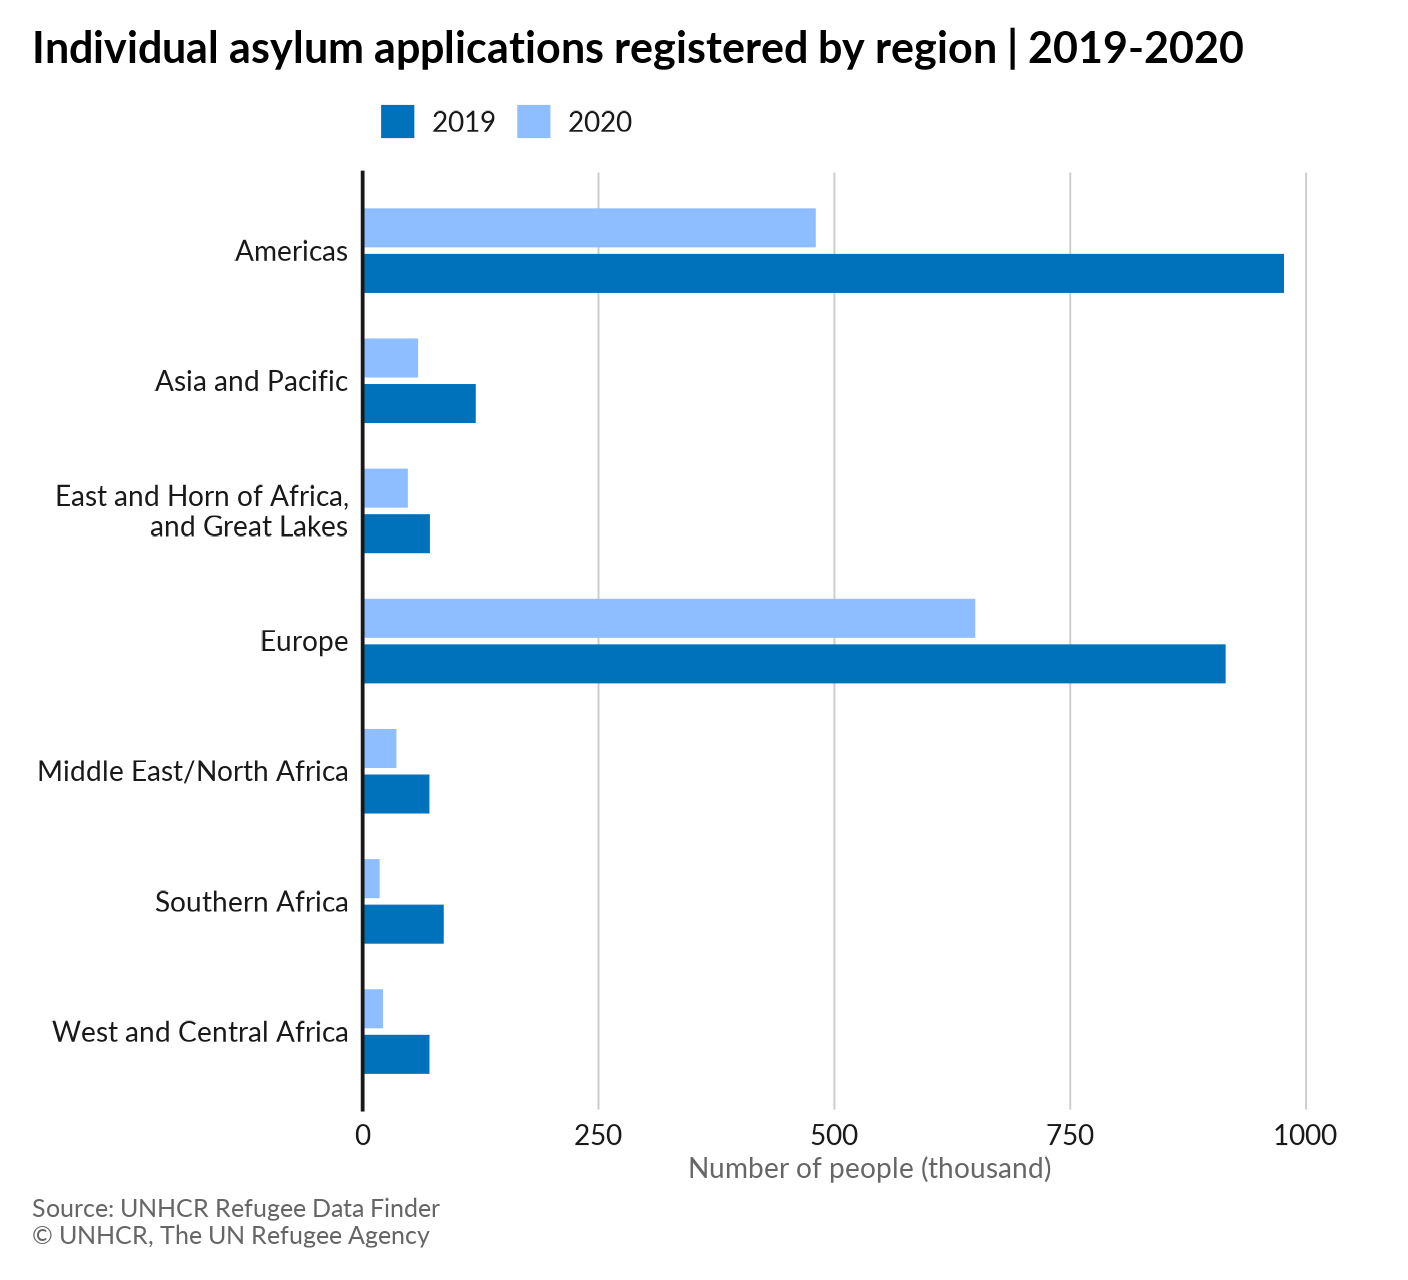 Individual asylum applications registered by region | 2019-2020
2019 2020
Americas
Asia and Pacific
East and Horn of Africa,
and Great Lakes
Europe
Middle East/North Africa
Southern Africa
West and Central Africa
0 250 500 750 1000
Number of people (thousand)
Source: UNHCR Refugee Data Finder
© UNHCR, The UN Refugee Agency